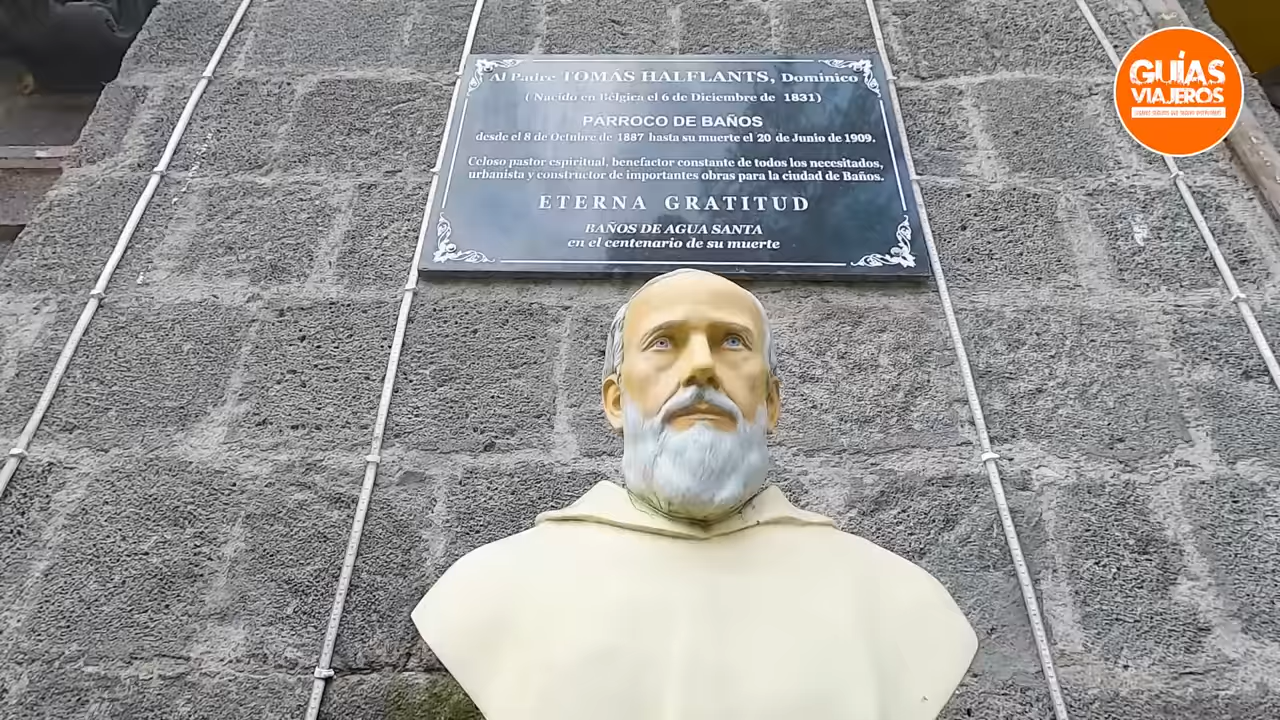 Al Padre TOMÁS HALFLANTS, Dominico
(Nacido en Bélgica el 6 de Diciembre de 1831)
PARROCO DE BAÑOS
desde el 8 de Octubre de 1887 hasta su muerte el 20 de Junio de 1909.
Celoso pastor espiritual, benefactor constante de todos los necesitados,
urbanista y constructor de importantes obras para la ciudad de Baños.
ETERNA GRATITUD
BAÑOS DE AGUA SANTA
en el centenario de su muerte
GUÍAS
VIAJEROS